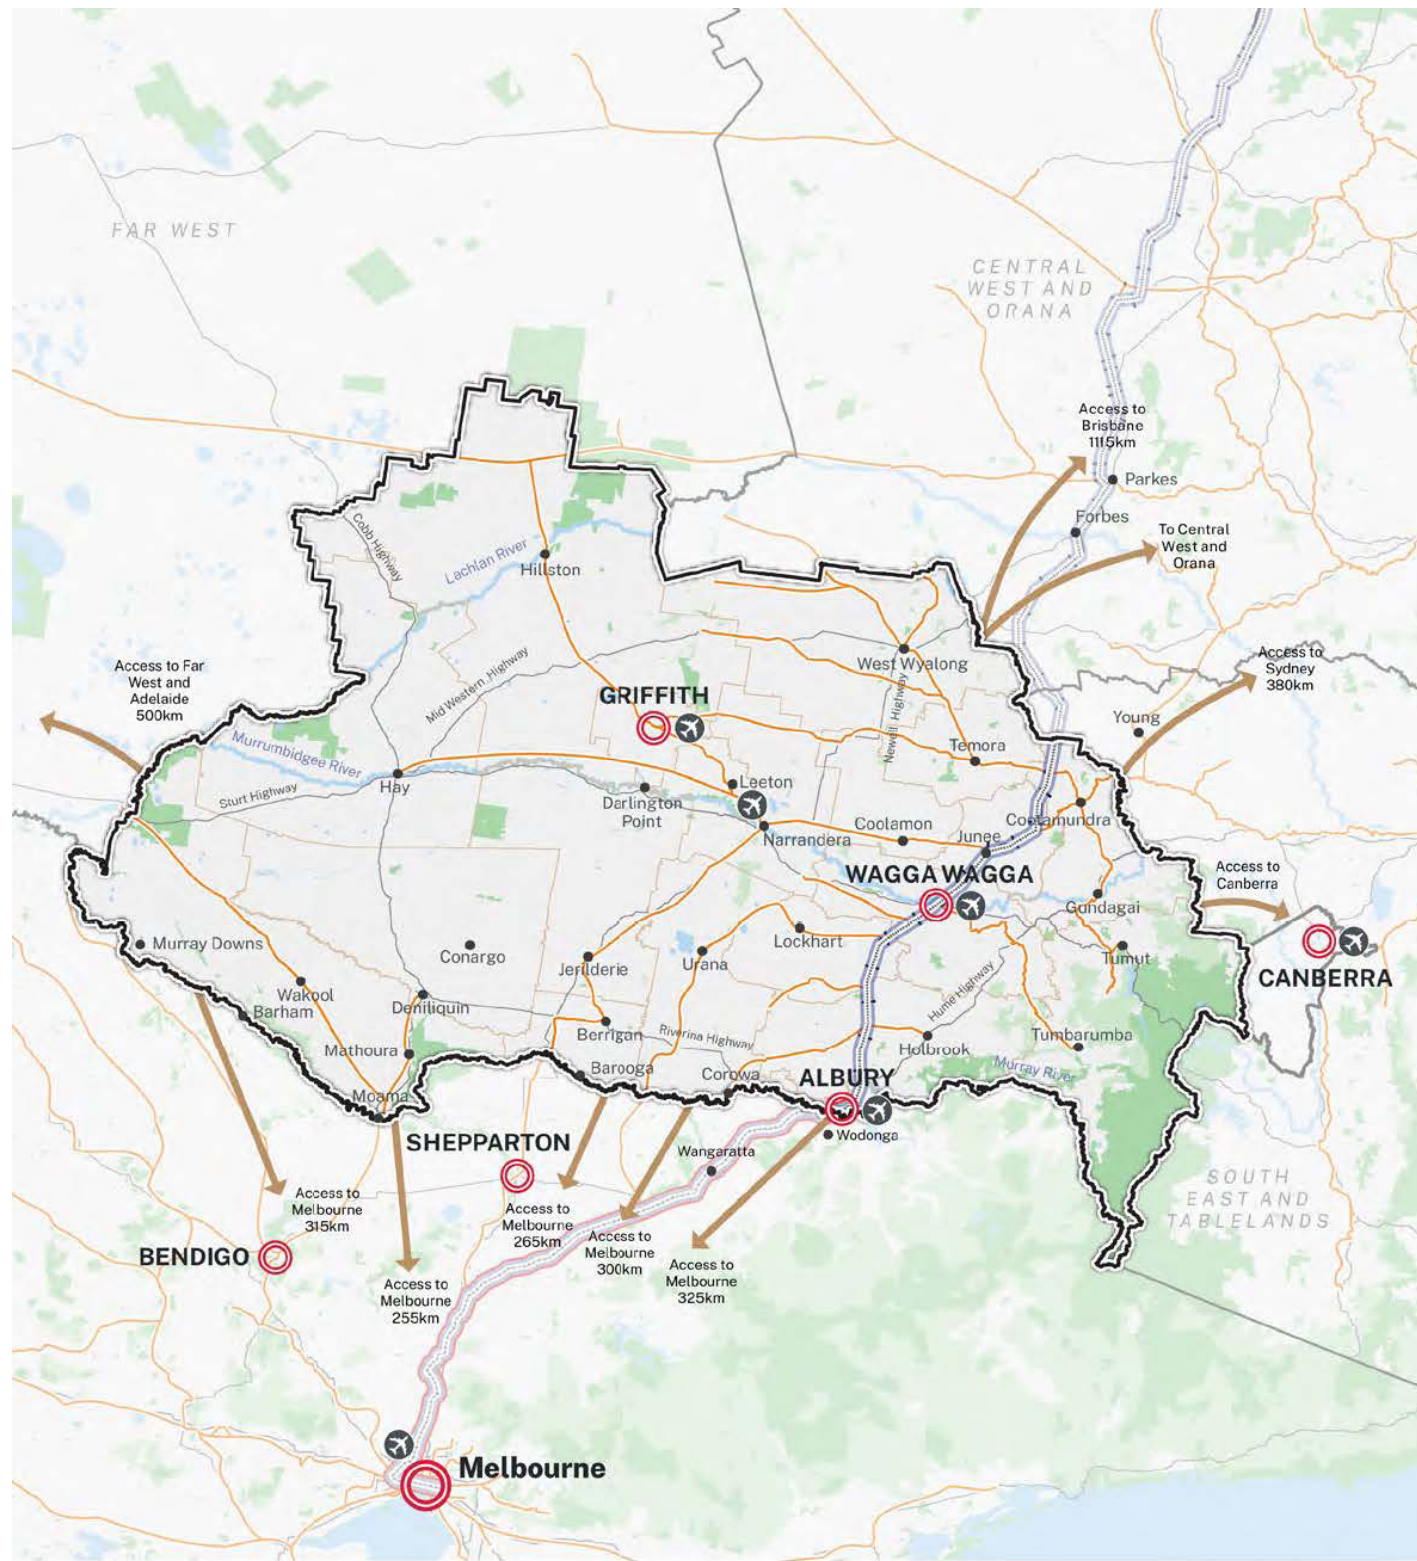 FAR WEST
CENTRAL
WEST AND
ORANA
Access to
Brisbane
1115km
Parkes
Forbes
To Central
West and
Orana
Cobb Highway
Lachlan River
Hillston
Access to Far
West and
Adelaide
500km
Mid Western Highway
GRIFFITH
West Wyalong
Newell Highway
Access to
Sydney
380km
Young
Temora
Murrumbidgee River
Sturt Highway
Hay
Leeton
Darlington
Point
Narrandera
Coolamon
Junee
Cootamundra
WAGGA WAGGA
Access to
Canberra
Gundagai
Murray Downs
Conargo
Jerilderie
Urana
Lockhart
Tumut
CANBERRA
Wakool
Barham
Deniliquin
Hume Highway
Berrigan
Riverina Highway
Holbrook
Tumbarumba
Mathoura
Barooga
Corowa
ALBURY
Murray River
Moama
Wodonga
SHEPPARTON
Wangaratta
Access to
Melbourne
315km
Access to
Melbourne
265km
Access to
Melbourne
300km
Access to
Melbourne
325km
Access to
Melbourne
255km
BENDIGO
SOUTH
EAST AND
TABLELANDS
Melbourne